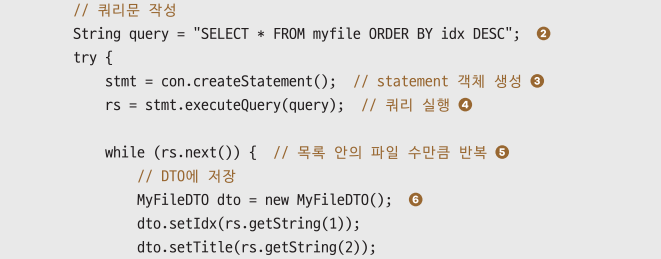 // 쿼리문 작성
String query = "SELECT * FROM myfile ORDER BY idx DESC"; ❷
try {
stmt = con.createStatement(); // statement 객체 생성 ❸
rs = stmt.executeQuery(query); // 쿼리 실행 ❹
while (rs.next()) { // 목록 안의 파일 수만큼 반복 ❺
// DTO에 저장
MyFileDTO dto = new MyFileDTO(); ❻
dto.setIdx(rs.getString(1));
dto.setTitle(rs.getString(2));